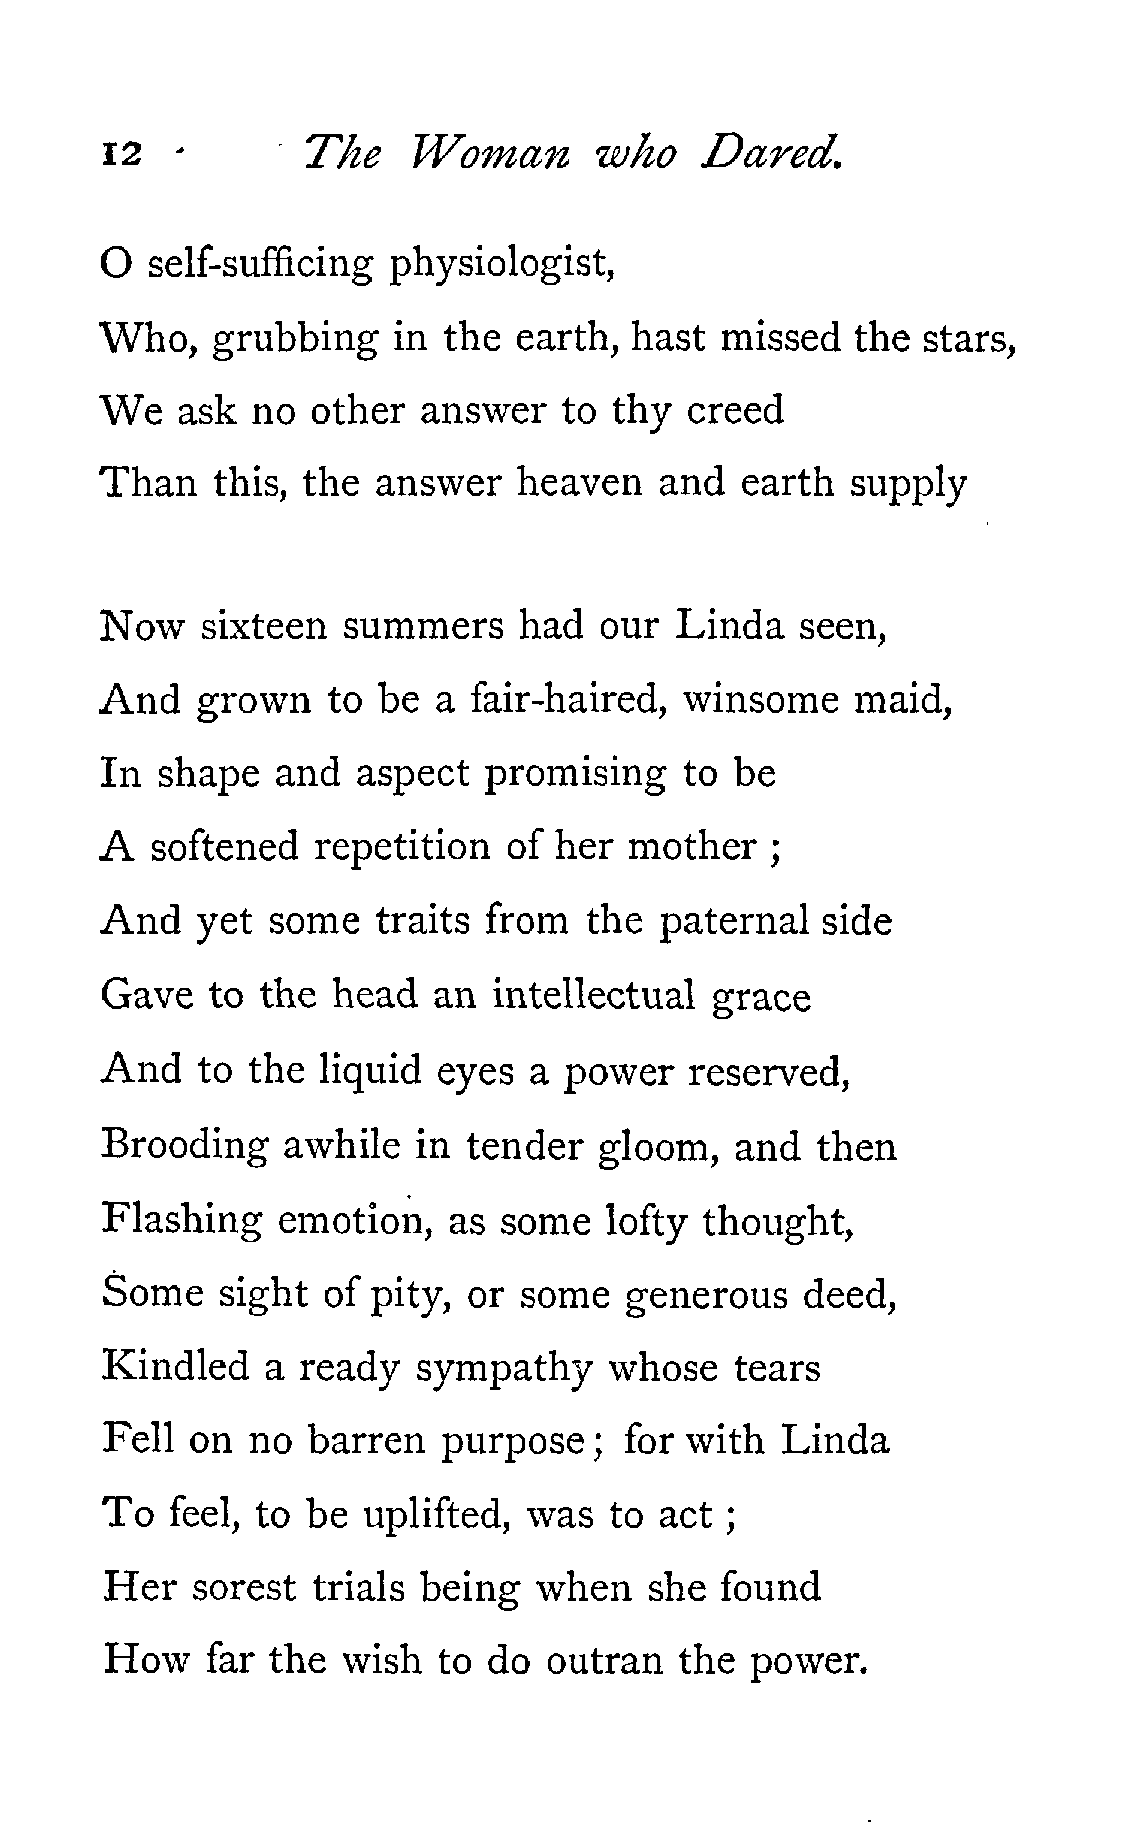 12 The Woman who Dared.
O self-sufficing physiologist,
Who, grubbing in the earth, hast missed the stars,
We ask no other answer to thy creed
Than this, the answer heaven and earth supply
Now sixteen summers had our Linda seen,
And grown to be a fair-haired, winsome maid,
In shape and aspect promising to be
A softened repetition of her mother ;
And yet some traits from the paternal side
Gave to the head an intellectual grace
And to the liquid eyes a power reserved,
Brooding awhile in tender gloom, and then
Flashing emotion, as some lofty thought,
Some sight of pity, or some generous deed,
Kindled a ready sympathy whose tears
Fell on no barren purpose ; for with Linda
To feel, to be uplifted, was to act ;
Her sorest trials being when she found
How far the wish to do outran the power.